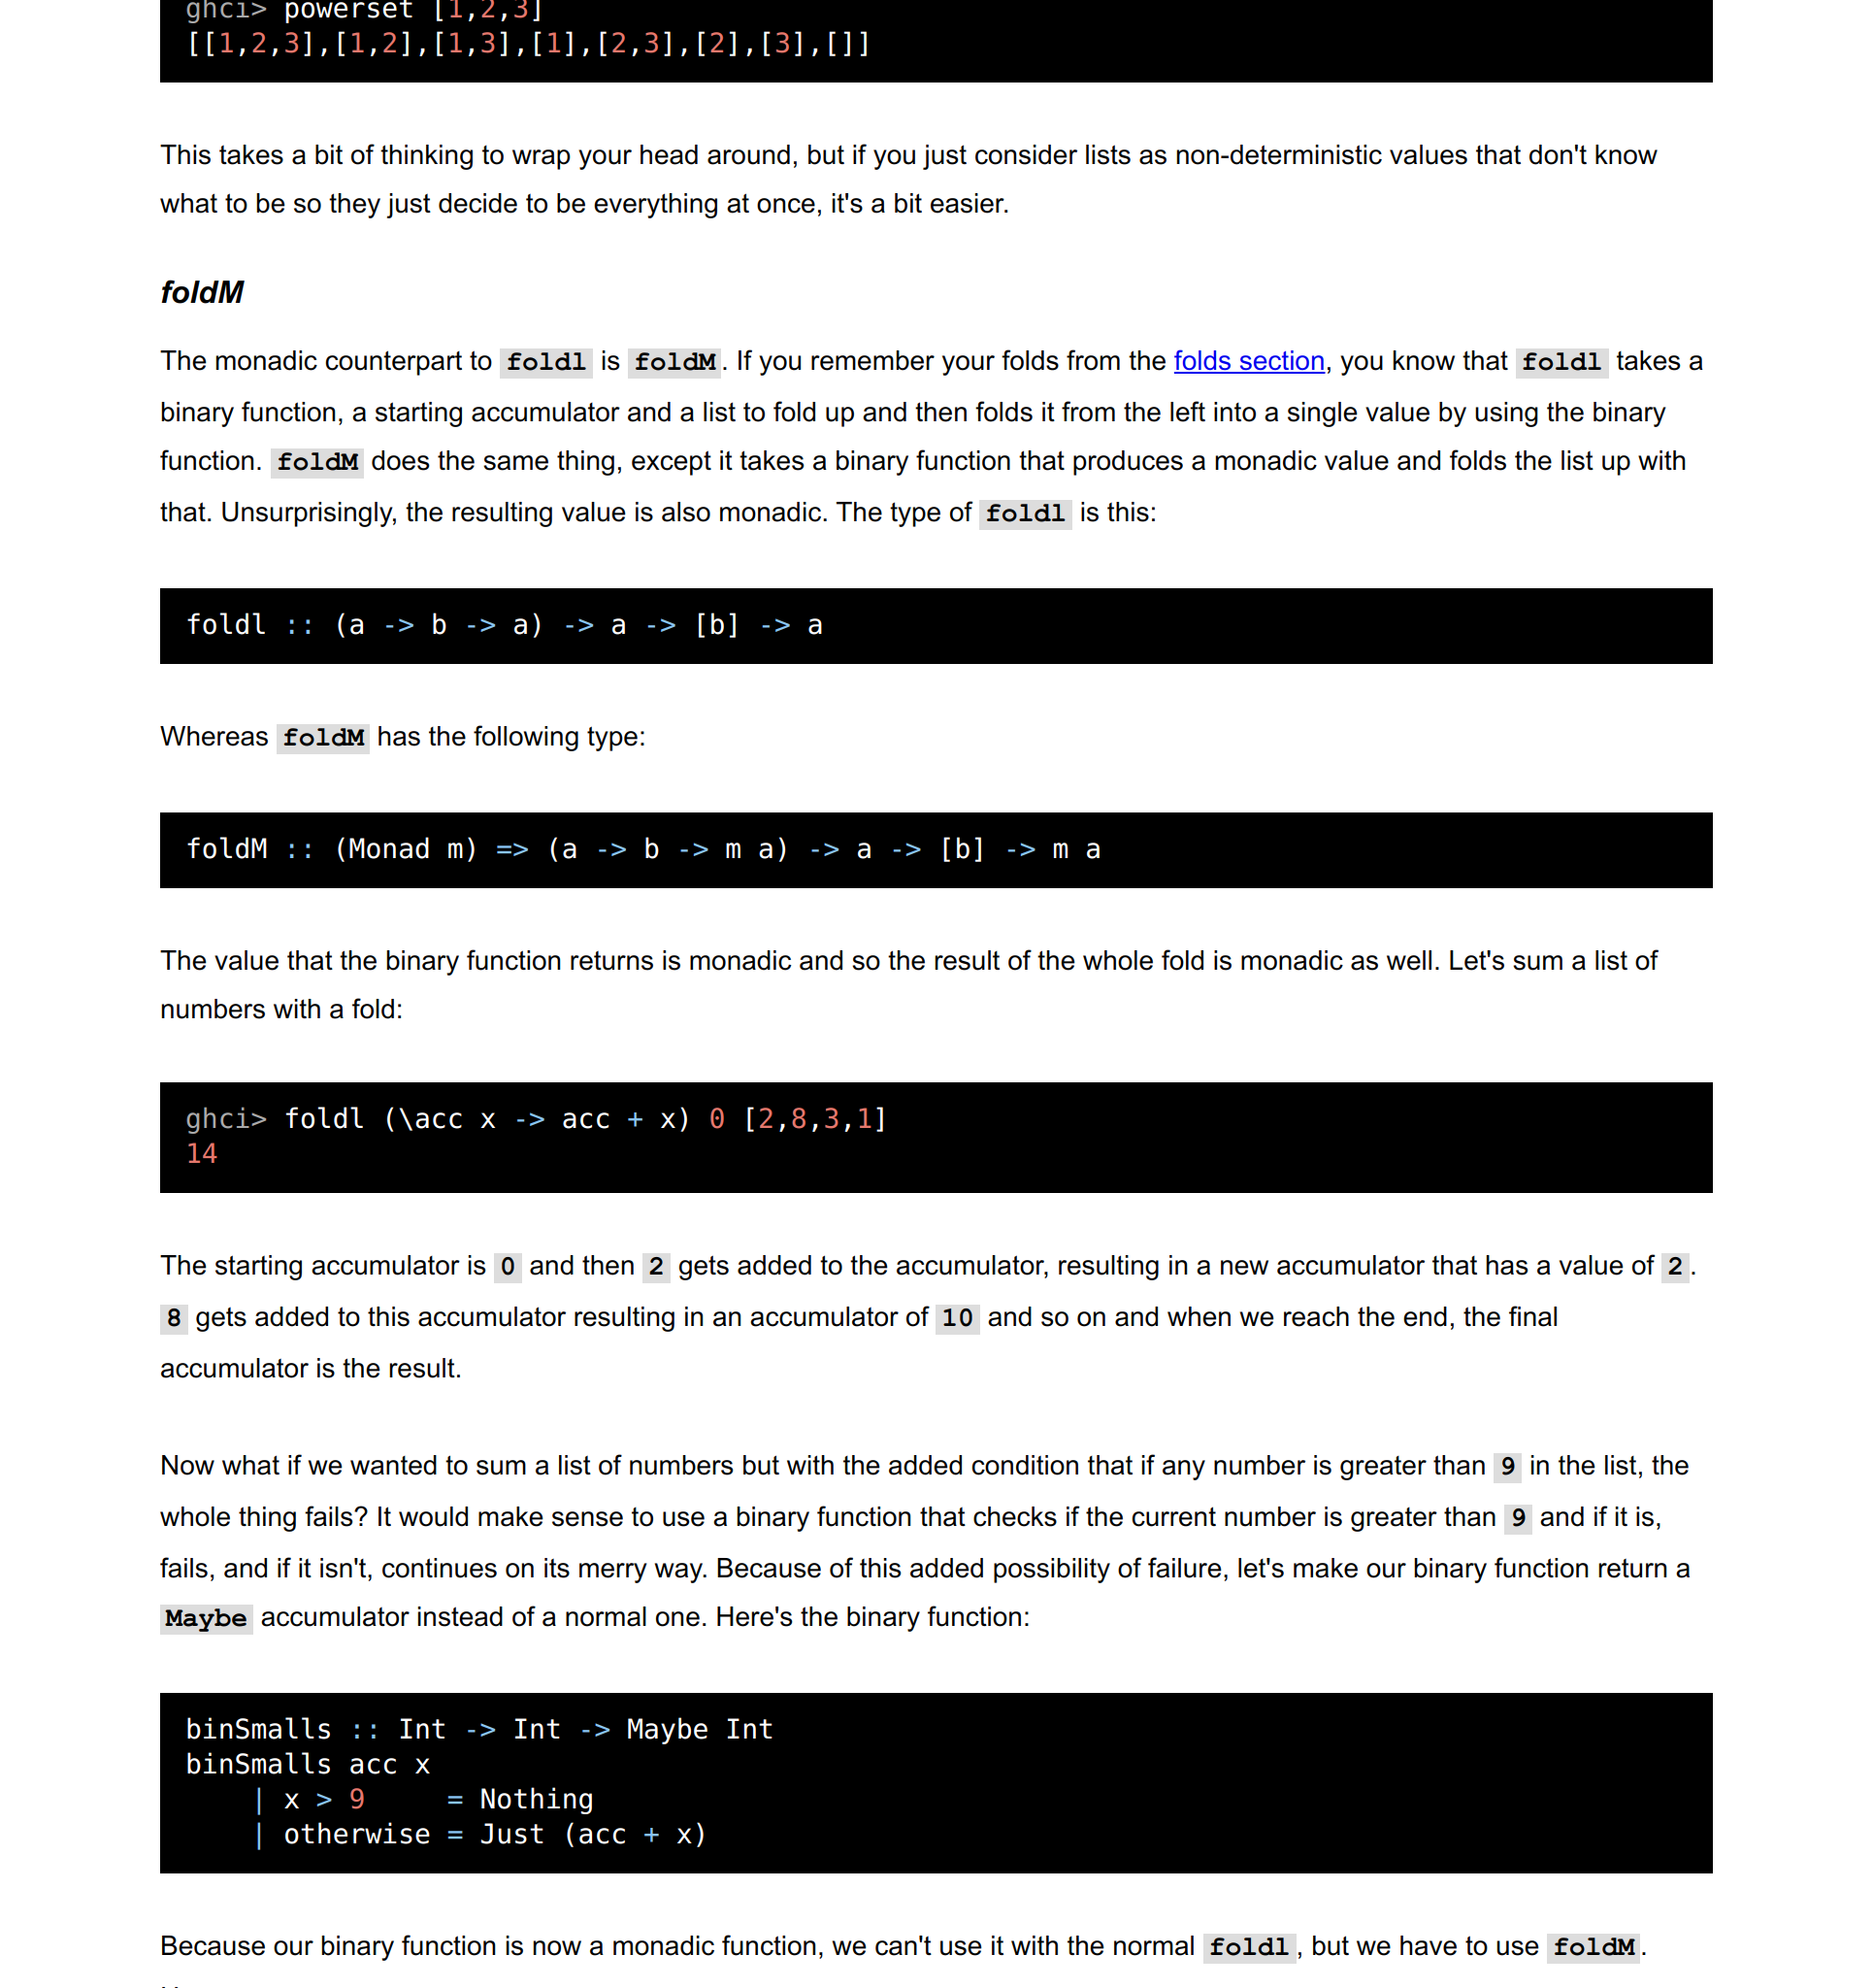 ghci> powerset [1,2,3]
[[1,2,3],[1,2],[1,3],[1],[2,3],[2],[3],[]]
This takes a bit of thinking to wrap your head around, but if you just consider lists as non-deterministic values that don't know
what to be so they just decide to be everything at once, it's a bit easier.
foldM
The monadic counterpart to foldl is foldM. If you remember your folds from the folds section, you know that foldl takes a
binary function, a starting accumulator and a list to fold up and then folds it from the left into a single value by using the binary
function. foldM does the same thing, except it takes a binary function that produces a monadic value and folds the list up with
that. Unsurprisingly, the resulting value is also monadic. The type of foldl is this:
foldl :: (a -> b -> a) -> a -> [b] -> a
Whereas foldM has the following type:
foldM :: (Monad m) => (a -> b -> m a) -> a -> [b] -> m a
The value that the binary function returns is monadic and so the result of the whole fold is monadic as well. Let's sum a list of
numbers with a fold:
ghci> foldl (\acc x -> acc + x) 0 [2,8,3,1]
14
The starting accumulator is 0 and then 2 gets added to the accumulator, resulting in a new accumulator that has a value of 2.
8 gets added to this accumulator resulting in an accumulator of 10 and so on and when we reach the end, the final
accumulator is the result.
Now what if we wanted to sum a list of numbers but with the added condition that if any number is greater than 9 in the list, the
whole thing fails? It would make sense to use a binary function that checks if the current number is greater than 9 and if it is,
fails, and if it isn't, continues on its merry way. Because of this added possibility of failure, let's make our binary function return a
Maybe accumulator instead of a normal one. Here's the binary function:
binSmalls :: Int -> Int -> Maybe Int
binSmalls acc x
    | x > 9     = Nothing
    | otherwise = Just (acc + x)
Because our binary function is now a monadic function, we can't use it with the normal foldl, but we have to use foldM.